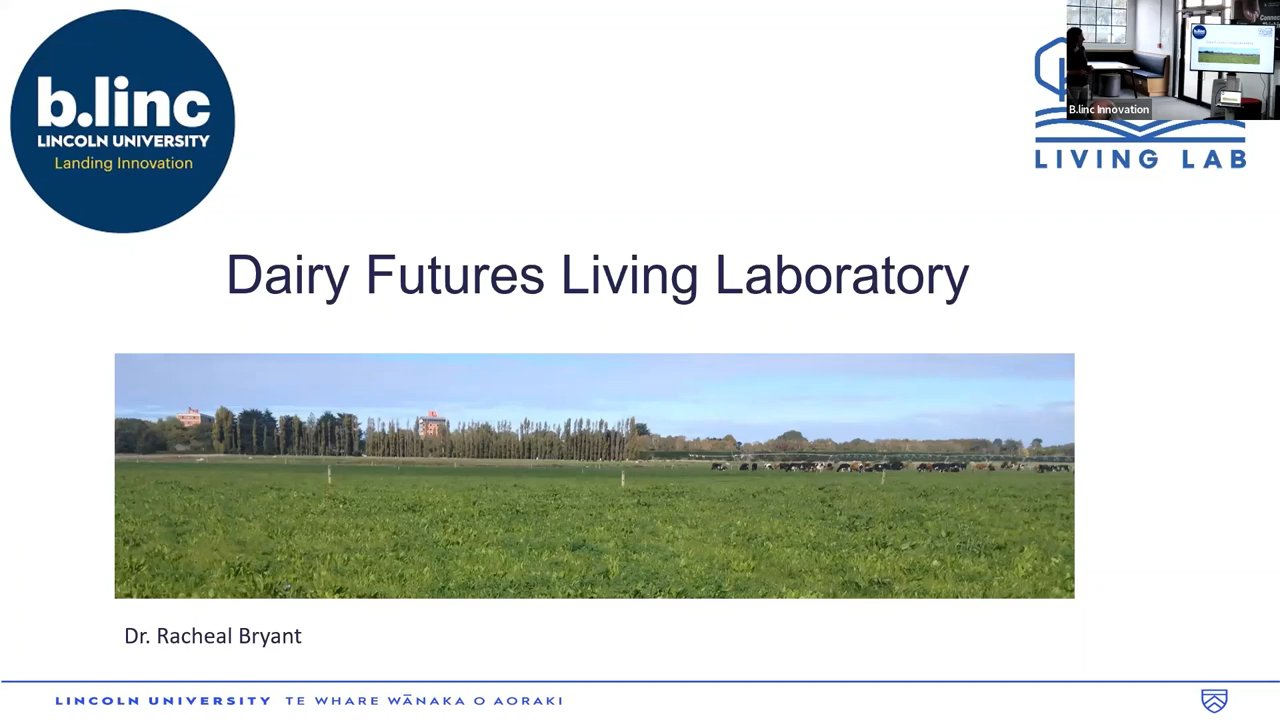 b.linc
LINCOLN UNIVERSITY
Landing Innovation
B.linc Innovation
LIVING LAB
Dairy Futures Living Laboratory
Dr. Racheal Bryant
LINCOLN UNIVERSITY TE WHARE WĀNAKA O AORAKI